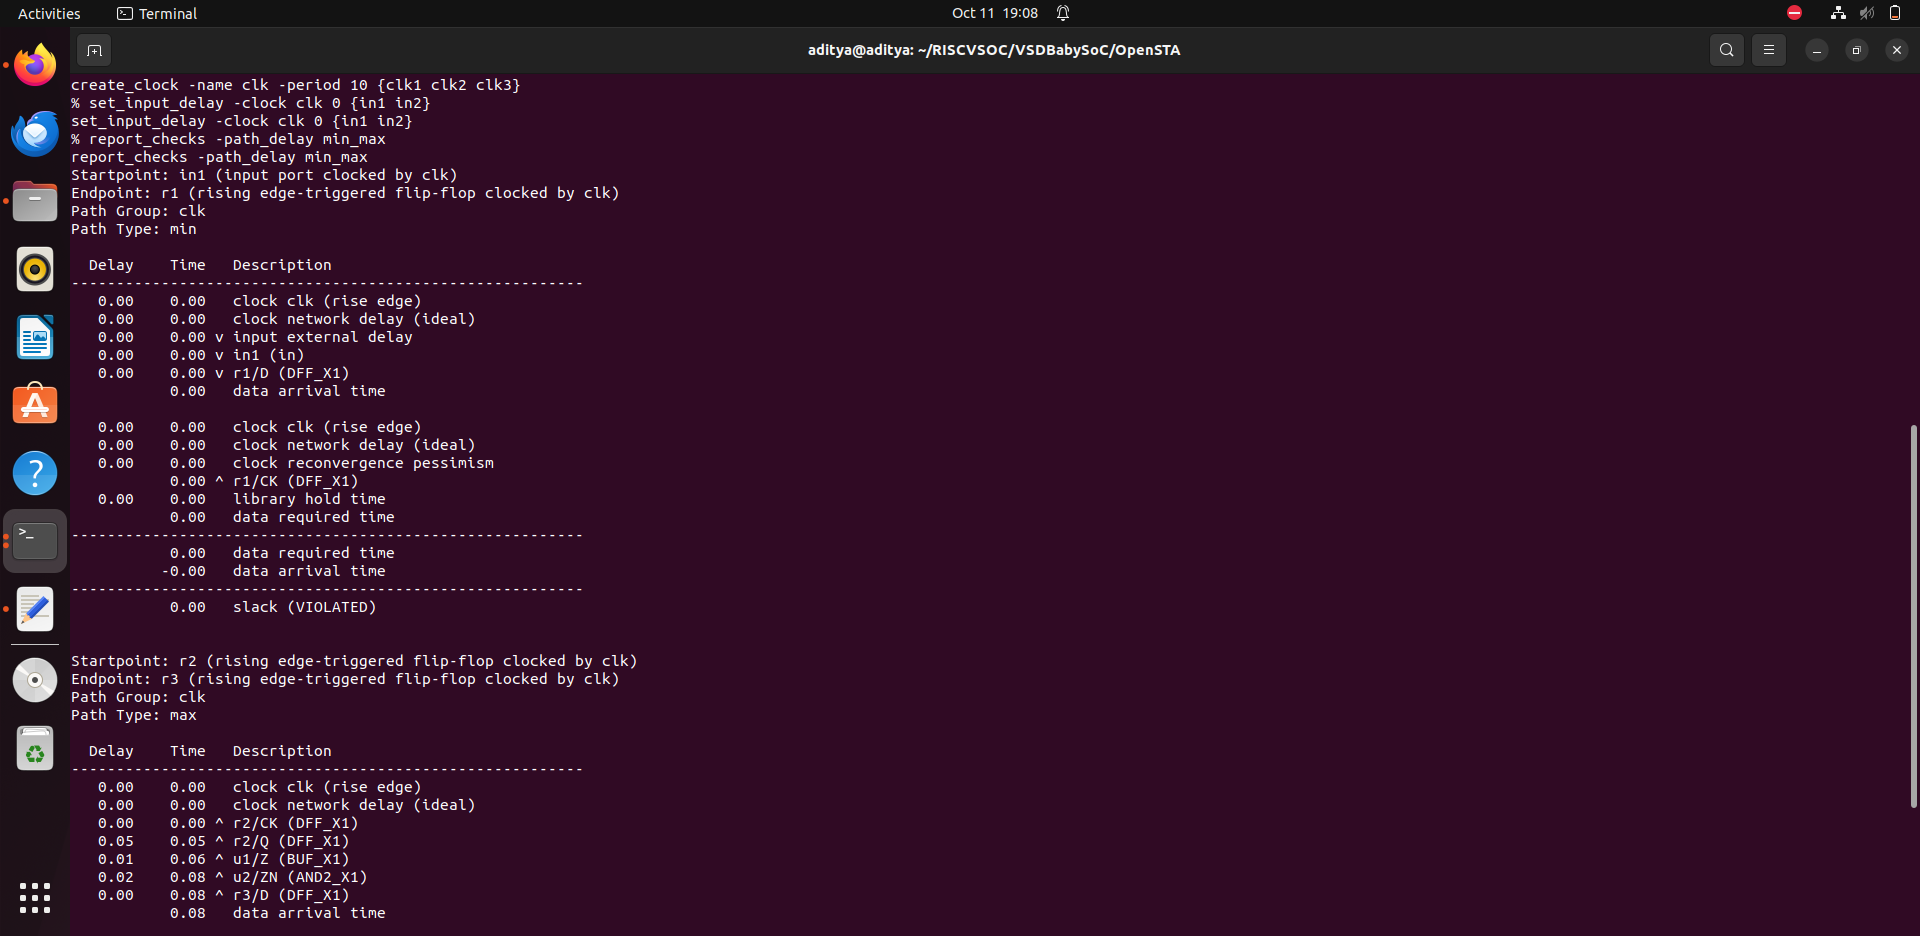 Activities Terminal Oct 11 19:08
aditya@aditya: ~/RISCVSOC/VSDBabySoC/OpenSTA
create_clock -name clk -period 10 {clk1 clk2 clk3}
% set_input_delay -clock clk 0 {in1 in2}
set_input_delay -clock clk 0 {in1 in2}
% report_checks -path_delay min_max
report_checks -path_delay min_max
Startpoint: in1 (input port clocked by clk)
Endpoint: r1 (rising edge-triggered flip-flop clocked by clk)
Path Group: clk
Path Type: min
  Delay    Time   Description
---------------------------------------------------------
   0.00    0.00   clock clk (rise edge)
   0.00    0.00   clock network delay (ideal)
   0.00    0.00 v input external delay
   0.00    0.00 v in1 (in)
   0.00    0.00 v r1/D (DFF_X1)
           0.00   data arrival time
   0.00    0.00   clock clk (rise edge)
   0.00    0.00   clock network delay (ideal)
   0.00    0.00   clock reconvergence pessimism
           0.00 ^ r1/CK (DFF_X1)
   0.00    0.00   library hold time
           0.00   data required time
---------------------------------------------------------
           0.00   data required time
          -0.00   data arrival time
---------------------------------------------------------
           0.00   slack (VIOLATED)
Startpoint: r2 (rising edge-triggered flip-flop clocked by clk)
Endpoint: r3 (rising edge-triggered flip-flop clocked by clk)
Path Group: clk
Path Type: max
  Delay    Time   Description
---------------------------------------------------------
   0.00    0.00   clock clk (rise edge)
   0.00    0.00   clock network delay (ideal)
   0.00    0.00 ^ r2/CK (DFF_X1)
   0.05    0.05 ^ r2/Q (DFF_X1)
   0.01    0.06 ^ u1/Z (BUF_X1)
   0.02    0.08 ^ u2/ZN (AND2_X1)
   0.00    0.08 ^ r3/D (DFF_X1)
           0.08   data arrival time